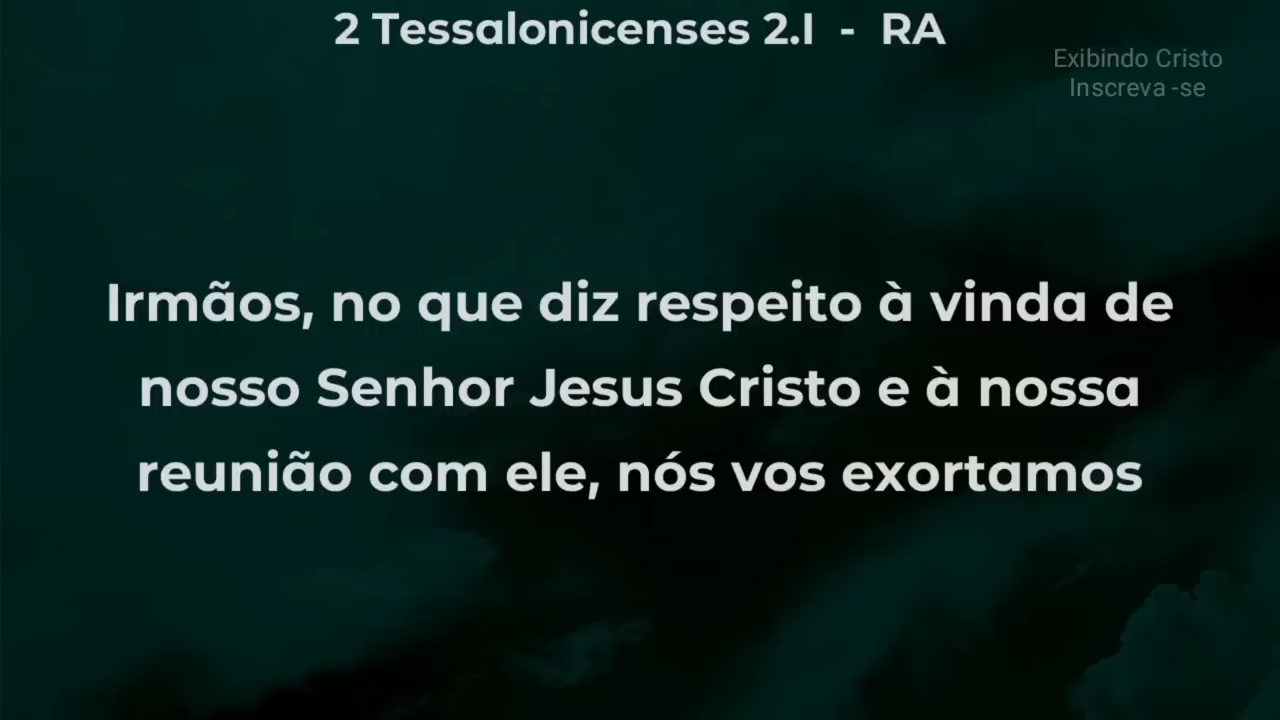 2 Tessalonicenses 2.I - RA
Exibindo Cristo
Inscreva -se
Irmãos, no que diz respeito à vinda de
nosso Senhor Jesus Cristo e à nossa
reunião com ele, nós vos exortamos